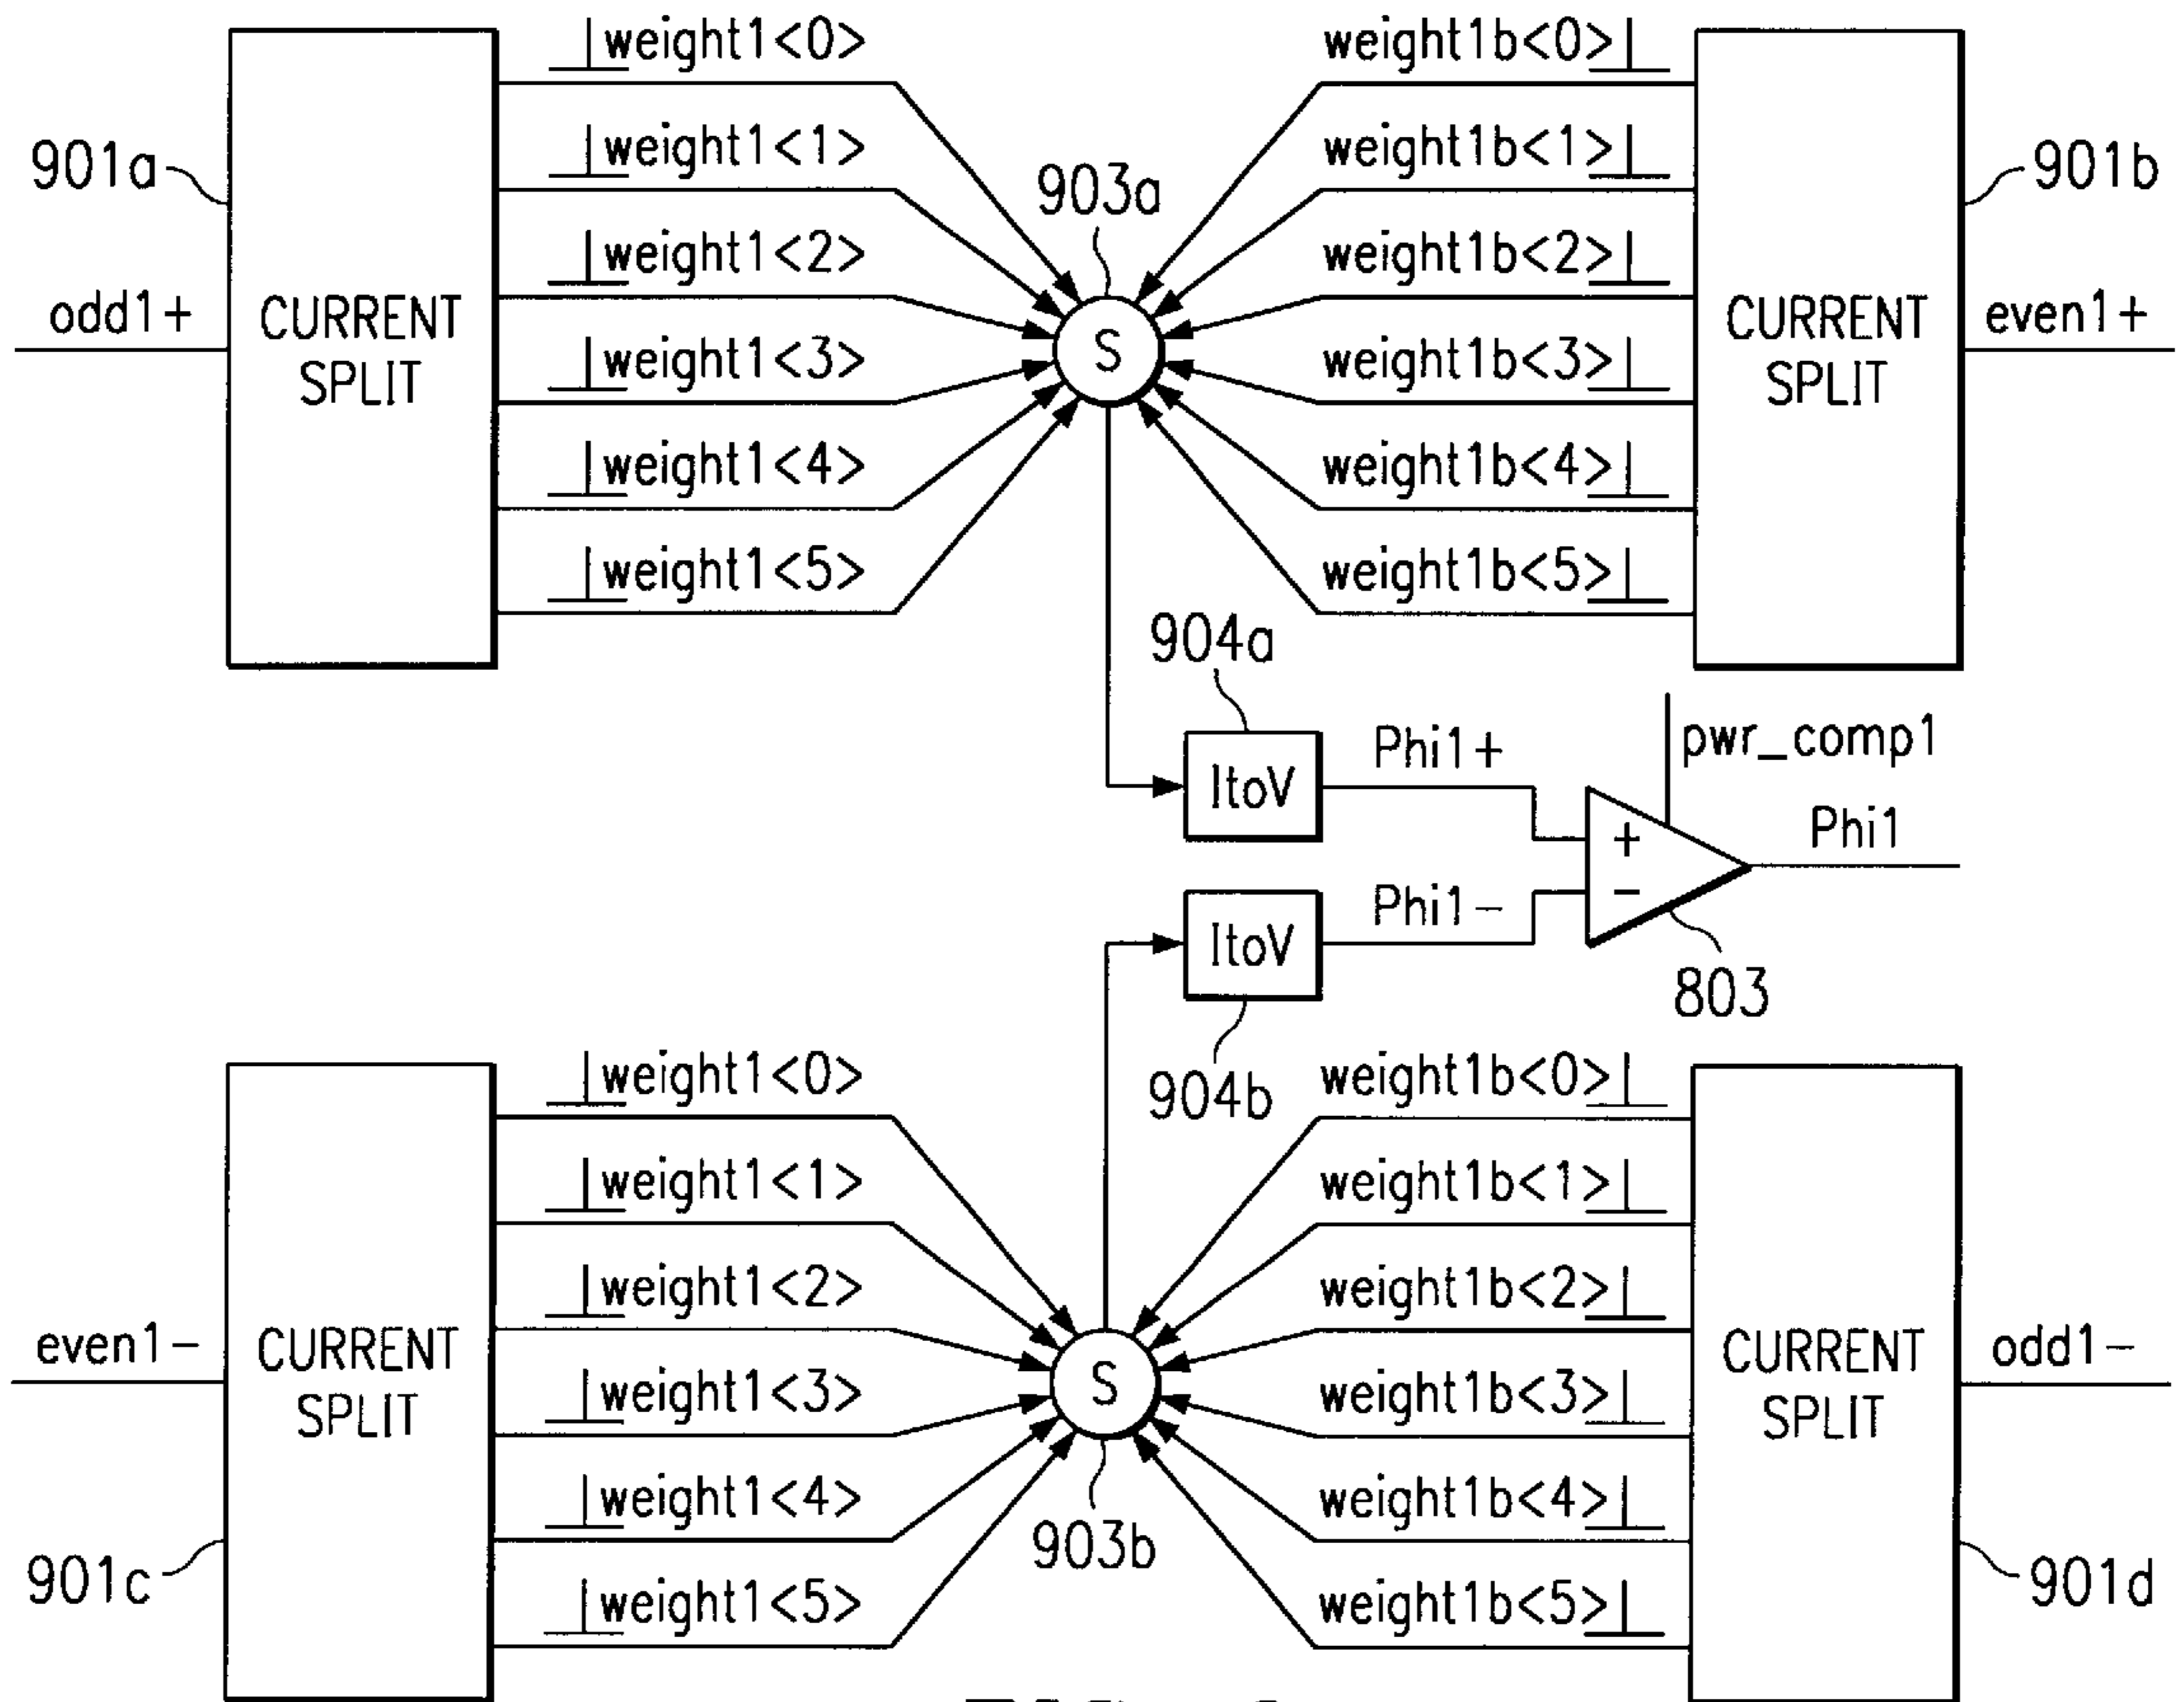 weight1<0>
weight1<1>
weight1<2>
weight1<3>
weight1<4>
weight1<5>
901a
odd1+
CURRENT
SPLIT
903a
S
weight1b<0>
weight1b<1>
weight1b<2>
weight1b<3>
weight1b<4>
weight1b<5>
901b
CURRENT
SPLIT
even1+
904a
ItoV
Phi1+
pwr_comp1
+
−
Phi1
803
ItoV
Phi1−
904b
weight1<0>
weight1<1>
weight1<2>
weight1<3>
weight1<4>
weight1<5>
even1−
CURRENT
SPLIT
901c
S
903b
weight1b<0>
weight1b<1>
weight1b<2>
weight1b<3>
weight1b<4>
weight1b<5>
CURRENT
SPLIT
odd1−
901d